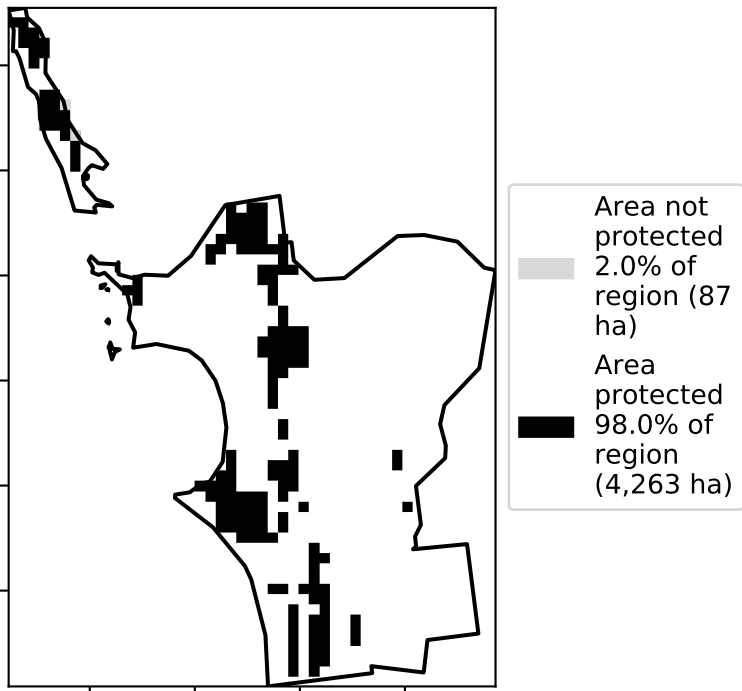 Area not
protected
2.0% of
region (87
ha)
Area
protected
98.0% of
region
(4,263 ha)